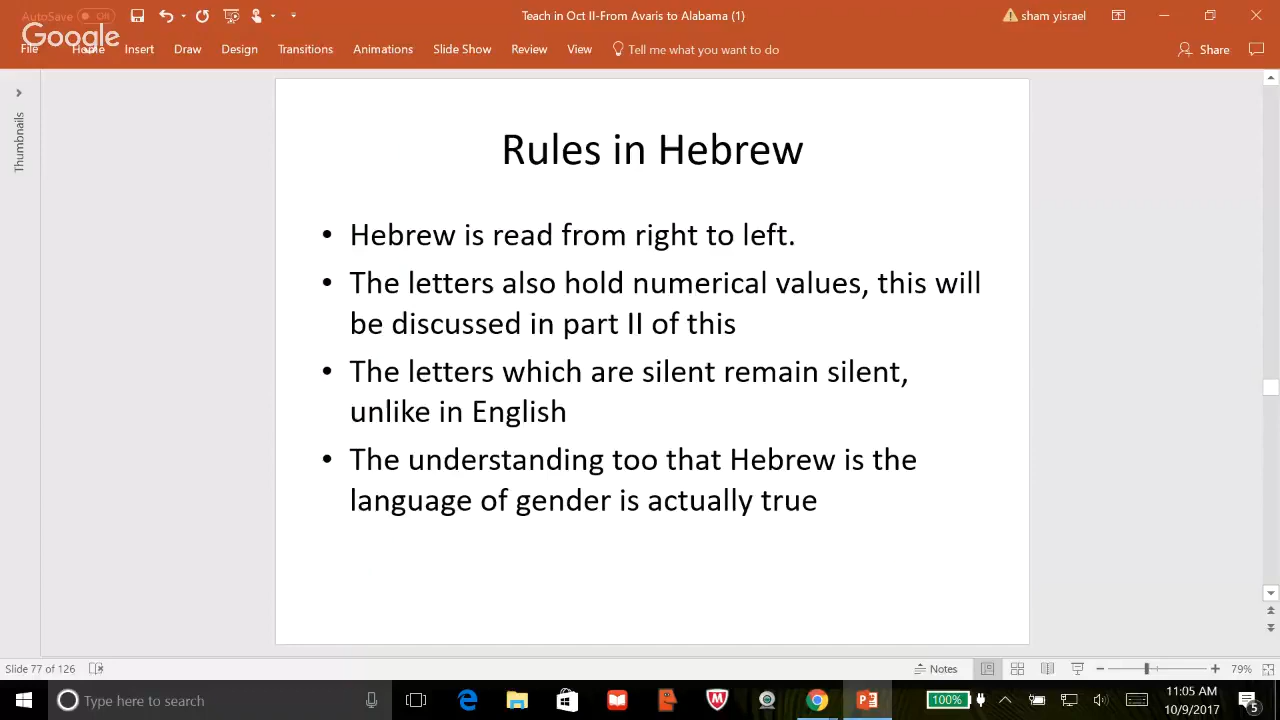 AutoSave Off
Teach in Oct II-From Avaris to Alabama (1)
sham yisrael
Google
File Home Insert Draw Design Transitions Animations Slide Show Review View Tell me what you want to do
Share
Thumbnails
Rules in Hebrew
• Hebrew is read from right to left.
• The letters also hold numerical values, this will
be discussed in part II of this
• The letters which are silent remain silent,
unlike in English
• The understanding too that Hebrew is the
language of gender is actually true
Slide 77 of 126
Notes
79%
Type here to search
100%
11:05 AM
10/9/2017
5